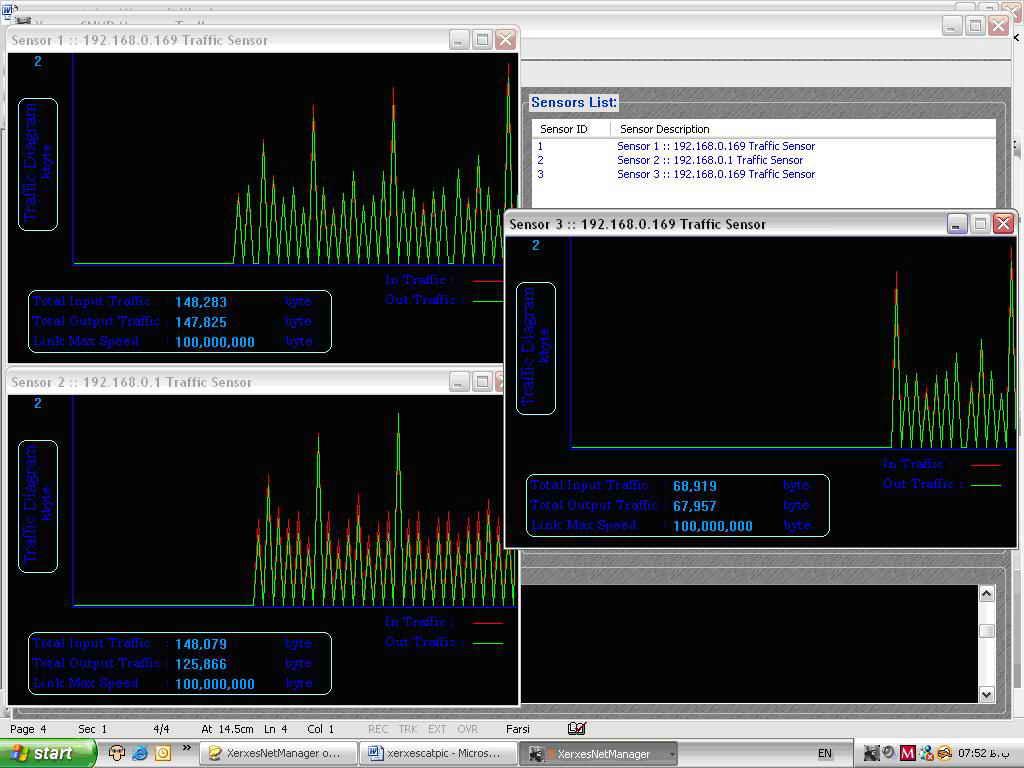 Sensor 1 :: 192.168.0.169 Traffic Sensor
2
Traffic Diagram
kbyte
In Traffic :
Out Traffic :
Total Input Traffic : 148,283 byte
Total Output Traffic : 147,825 byte
Link Max Speed : 100,000,000 byte
Sensors List:
Sensor ID Sensor Description
1 Sensor 1 :: 192.168.0.169 Traffic Sensor
2 Sensor 2 :: 192.168.0.1 Traffic Sensor
3 Sensor 3 :: 192.168.0.169 Traffic Sensor
Sensor 3 :: 192.168.0.169 Traffic Sensor
2
Traffic Diagram
kbyte
In Traffic :
Out Traffic :
Total Input Traffic : 68,919 byte
Total Output Traffic : 67,957 byte
Link Max Speed : 100,000,000 byte
Sensor 2 :: 192.168.0.1 Traffic Sensor
2
Traffic Diagram
kbyte
In Traffic :
Out Traffic :
Total Input Traffic : 148,079 byte
Total Output Traffic : 125,866 byte
Link Max Speed : 100,000,000 byte
Page 4 Sec 1 4/4 At 14.5cm Ln 4 Col 1 REC TRK EXT OVR Farsi
start XerxesNetManager o... xerxescatpic - Micros... XerxesNetManager EN 07:52 ب.ظ